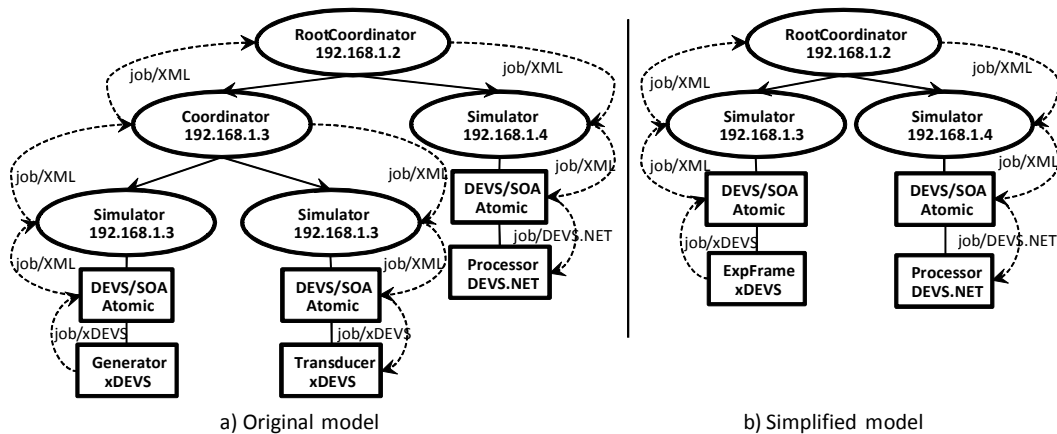 RootCoordinator
192.168.1.2
job/XML
job/XML
Coordinator
192.168.1.3
Simulator
192.168.1.4
job/XML
job/XML
job/XML
DEVS/SOA
Atomic
Simulator
192.168.1.3
Simulator
192.168.1.3
job/DEVS.NET
job/XML
job/XML
Processor
DEVS.NET
DEVS/SOA
Atomic
DEVS/SOA
Atomic
job/xDEVS
job/xDEVS
Generator
xDEVS
Transducer
xDEVS
a) Original model
RootCoordinator
192.168.1.2
job/XML
job/XML
Simulator
192.168.1.3
Simulator
192.168.1.4
job/XML
job/XML
DEVS/SOA
Atomic
DEVS/SOA
Atomic
job/xDEVS
job/DEVS.NET
ExpFrame
xDEVS
Processor
DEVS.NET
b) Simplified model